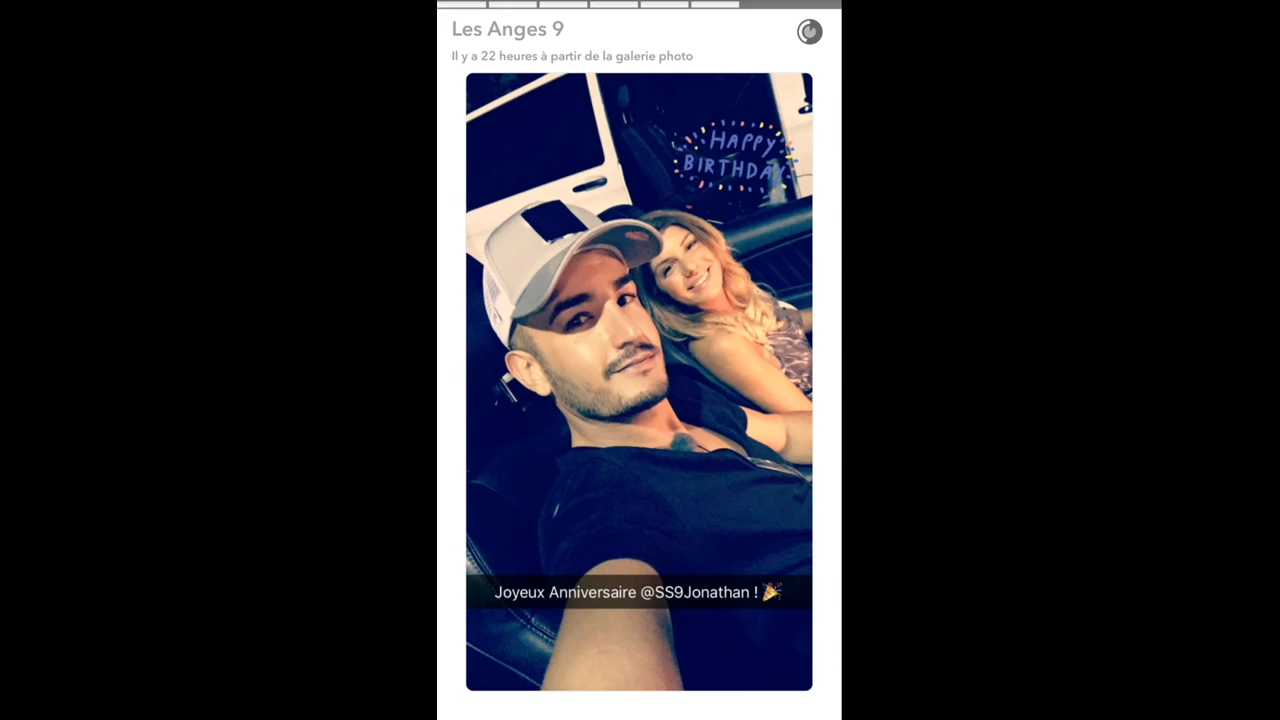 Les Anges 9
Il y a 22 heures à partir de la galerie photo
HAPPY
BIRTHDAY
Joyeux Anniversaire @SS9Jonathan ! 🎉